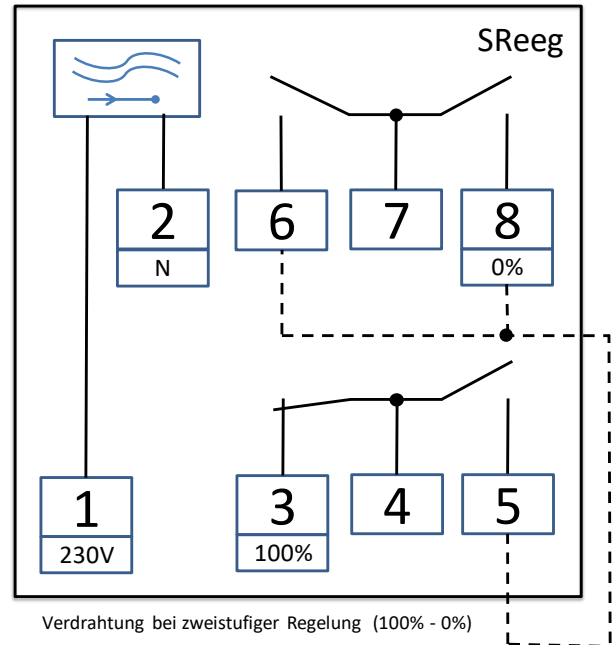 SReeg
2
N
6
7
8
0%
1
230V
3
100%
4
5
Verdrahtung bei zweistufiger Regelung (100% - 0%)